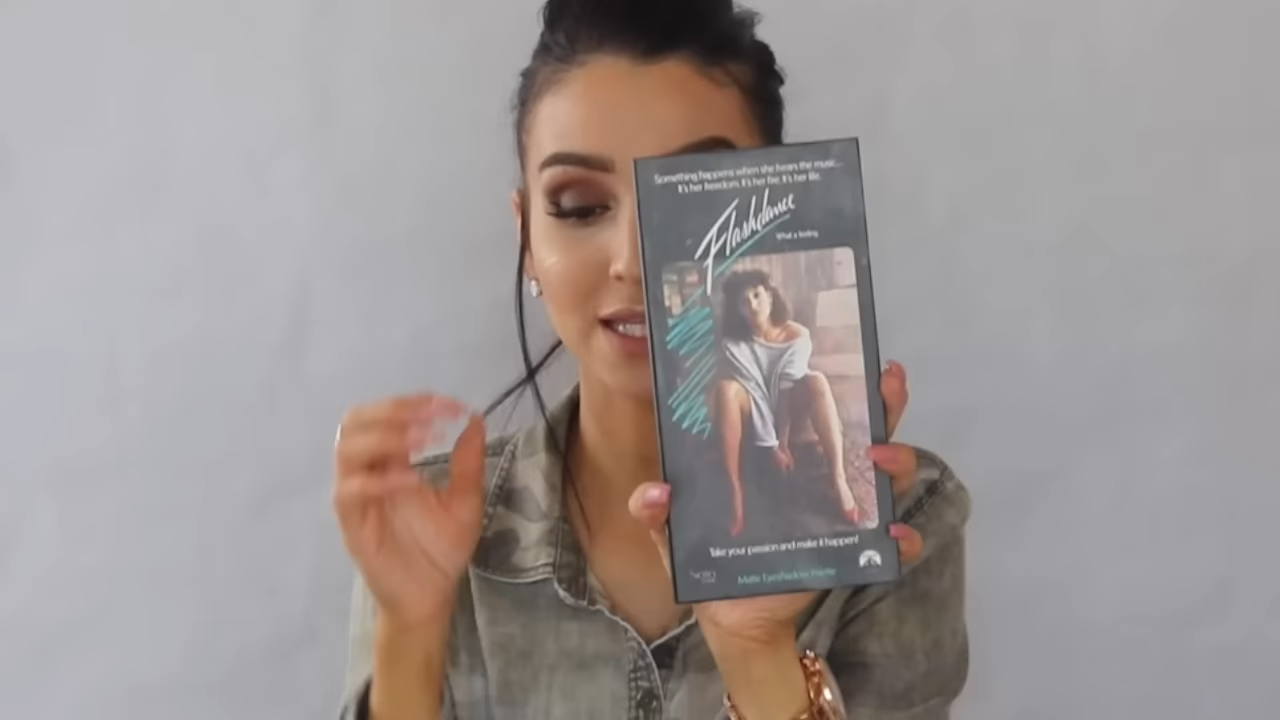 Something happens when she hears the music...
It's her freedom. It's her fire. It's her life.
Flashdance
What a feeling
Take your passion and make it happen!
Matte Eyeshadow Palette